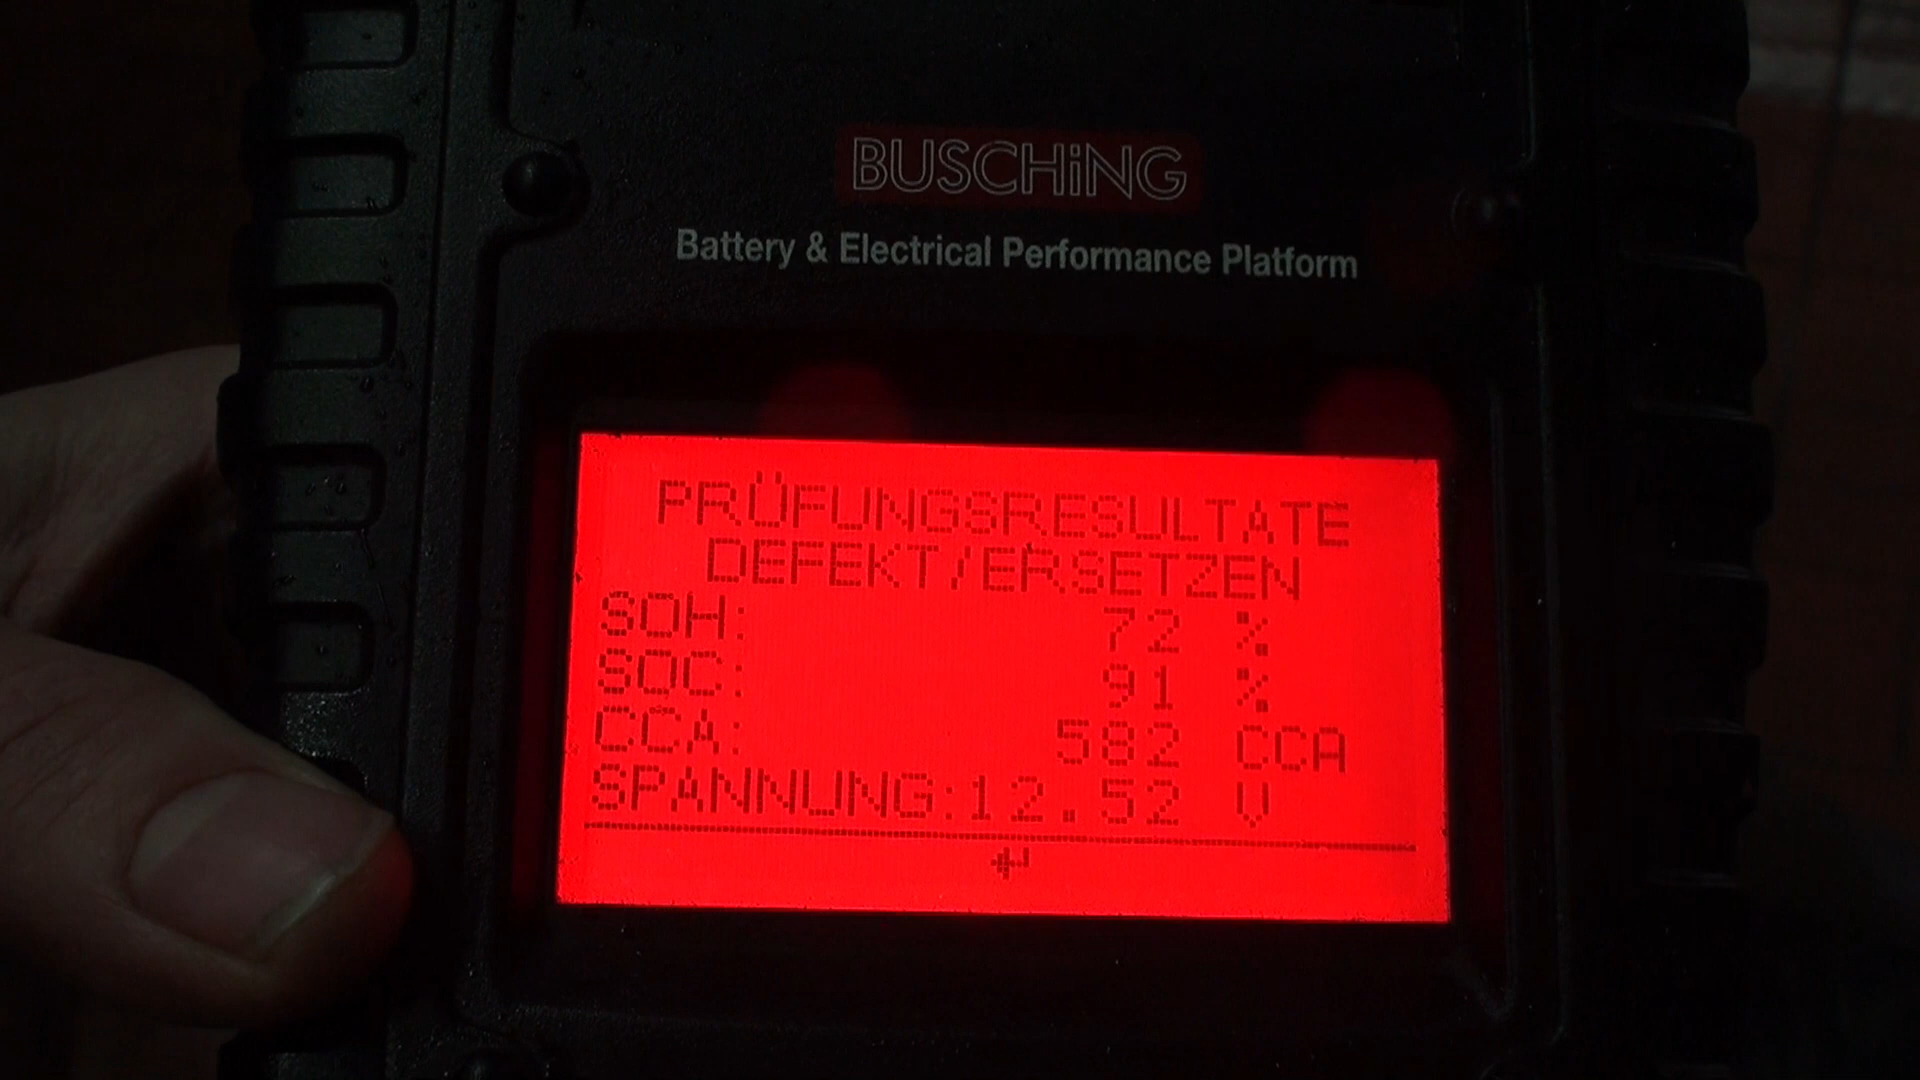 BUSCHiNG
Battery & Electrical Performance Platform
PRÜFUNGSRESULTATE
DEFEKT/ERSETZEN
SOH: 72 %
SOC: 91 %
CCA: 582 CCA
SPANNUNG:12.52 V